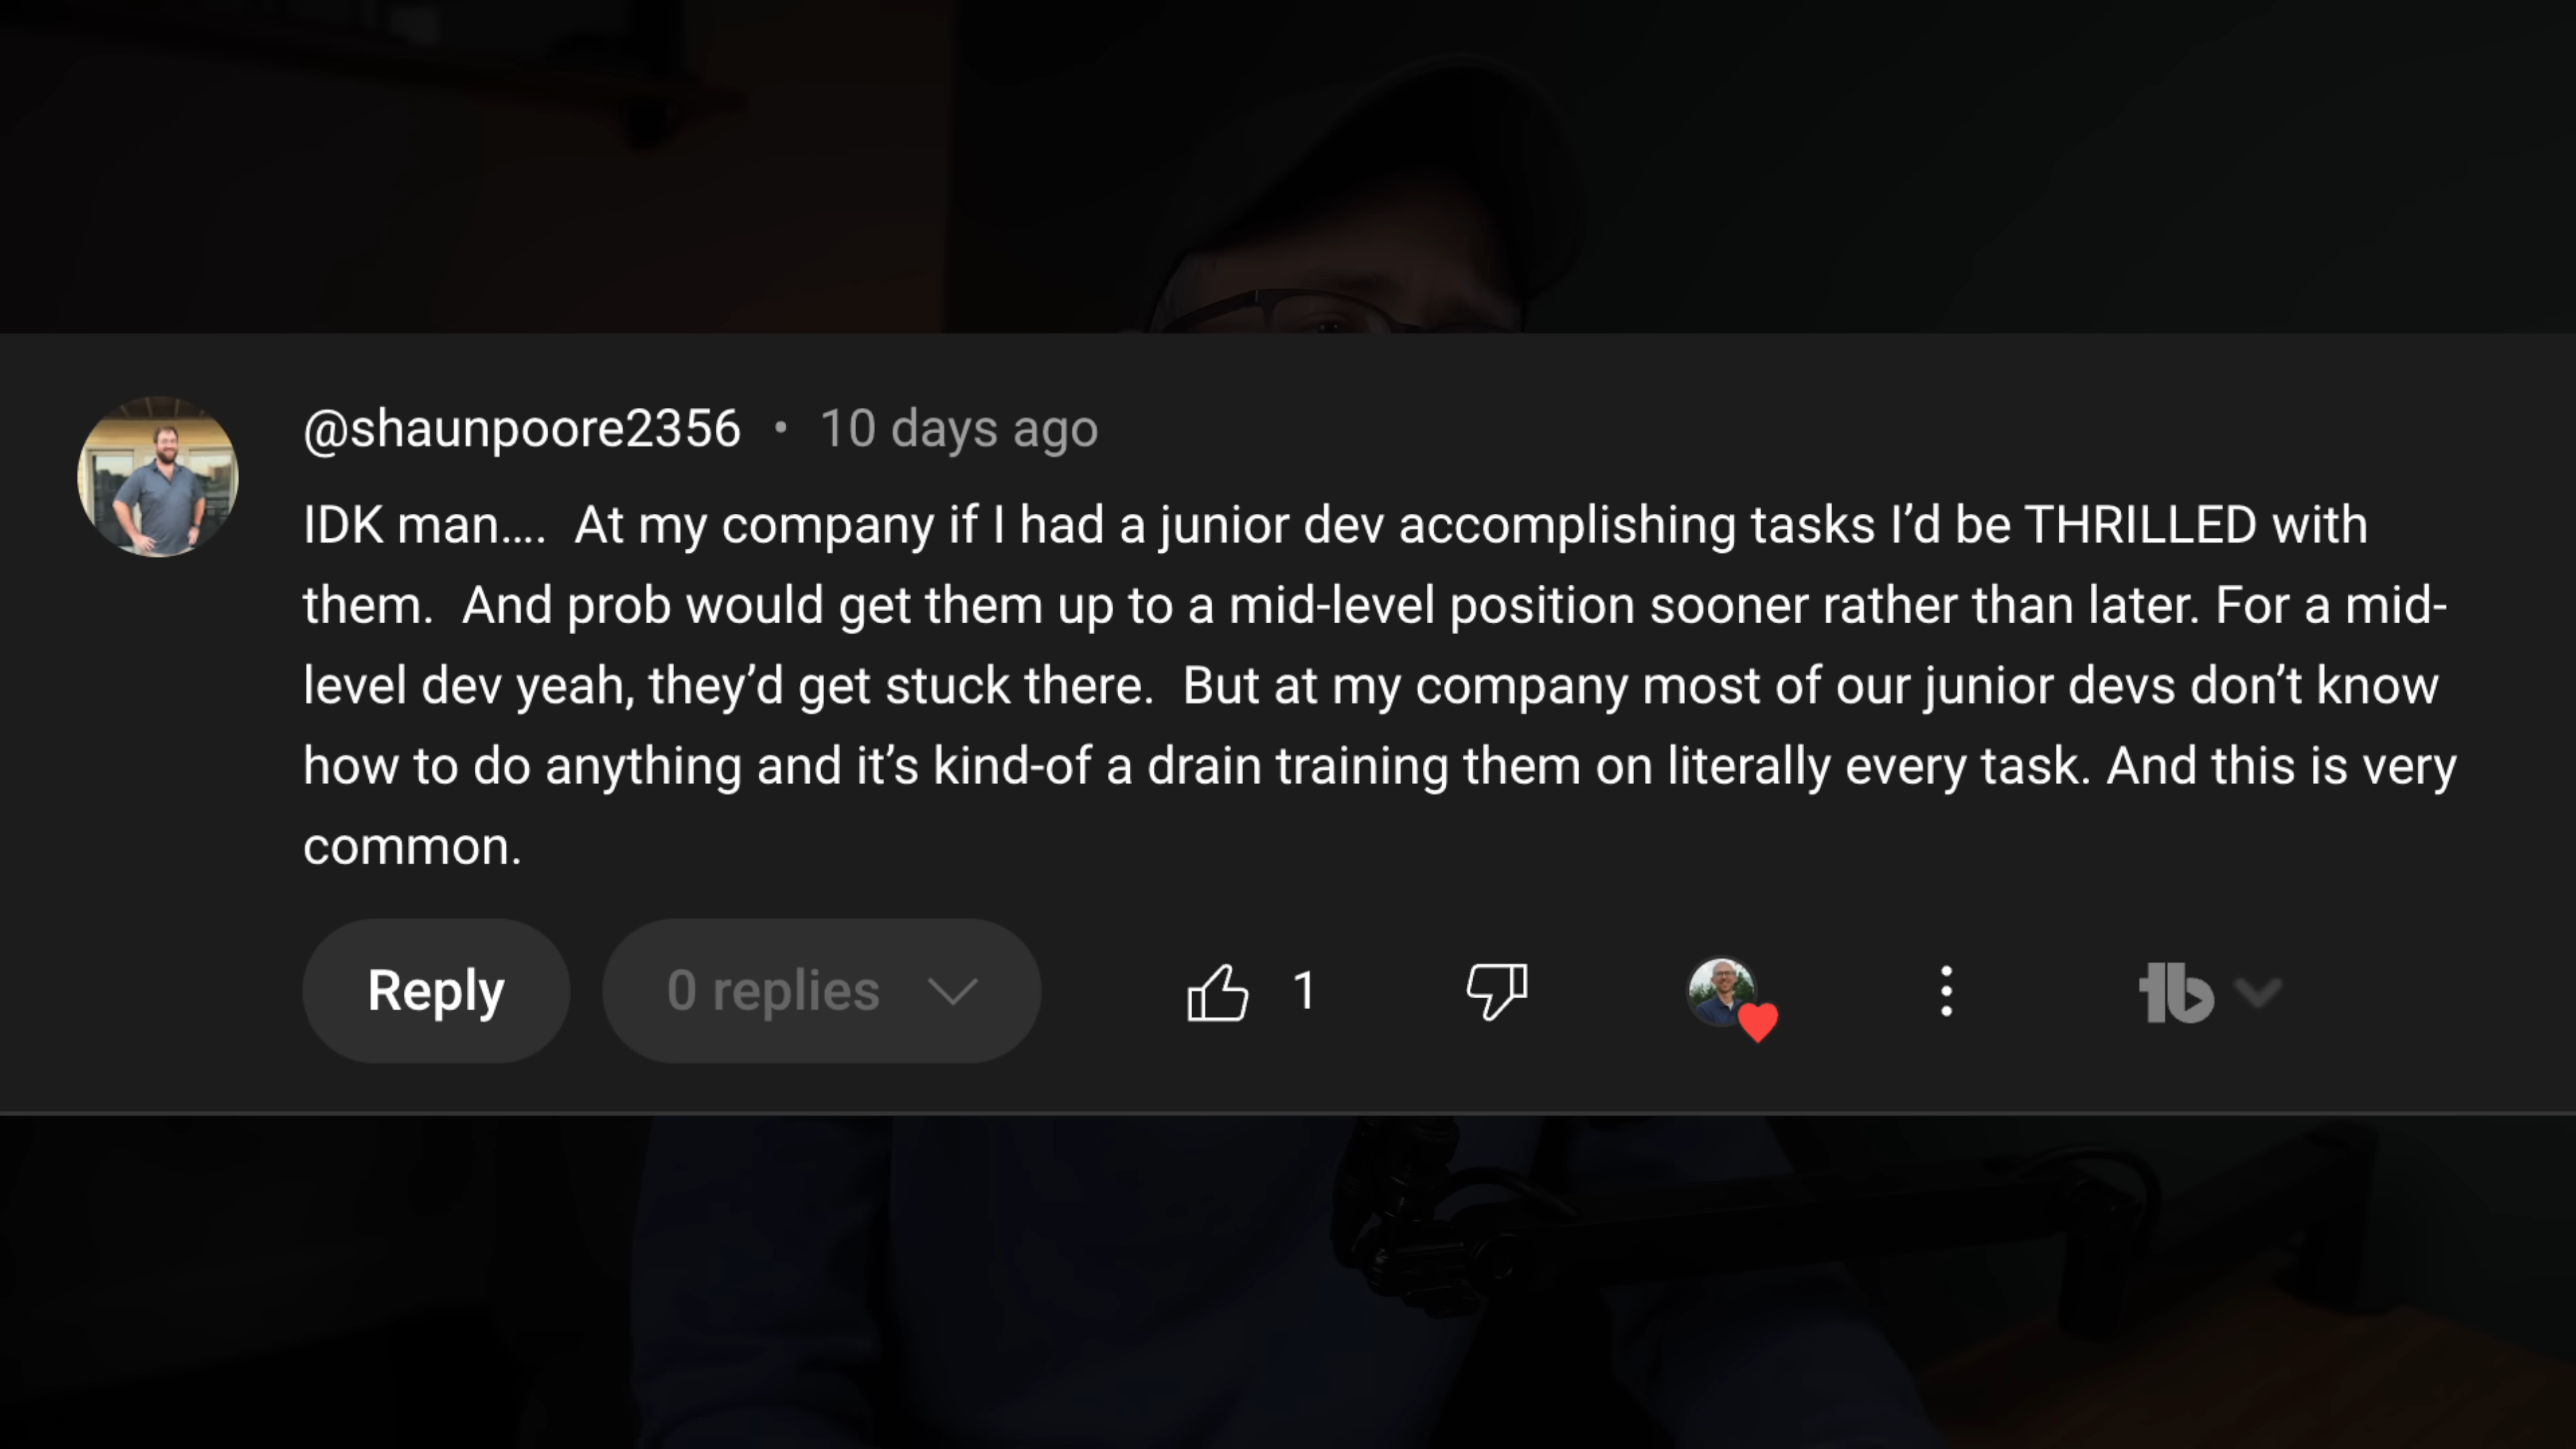 @shaunpoore2356 • 10 days ago
IDK man.... At my company if I had a junior dev accomplishing tasks I’d be THRILLED with
them. And prob would get them up to a mid-level position sooner rather than later. For a mid-
level dev yeah, they’d get stuck there. But at my company most of our junior devs don’t know
how to do anything and it’s kind-of a drain training them on literally every task. And this is very
common.
Reply 0 replies 1 tb